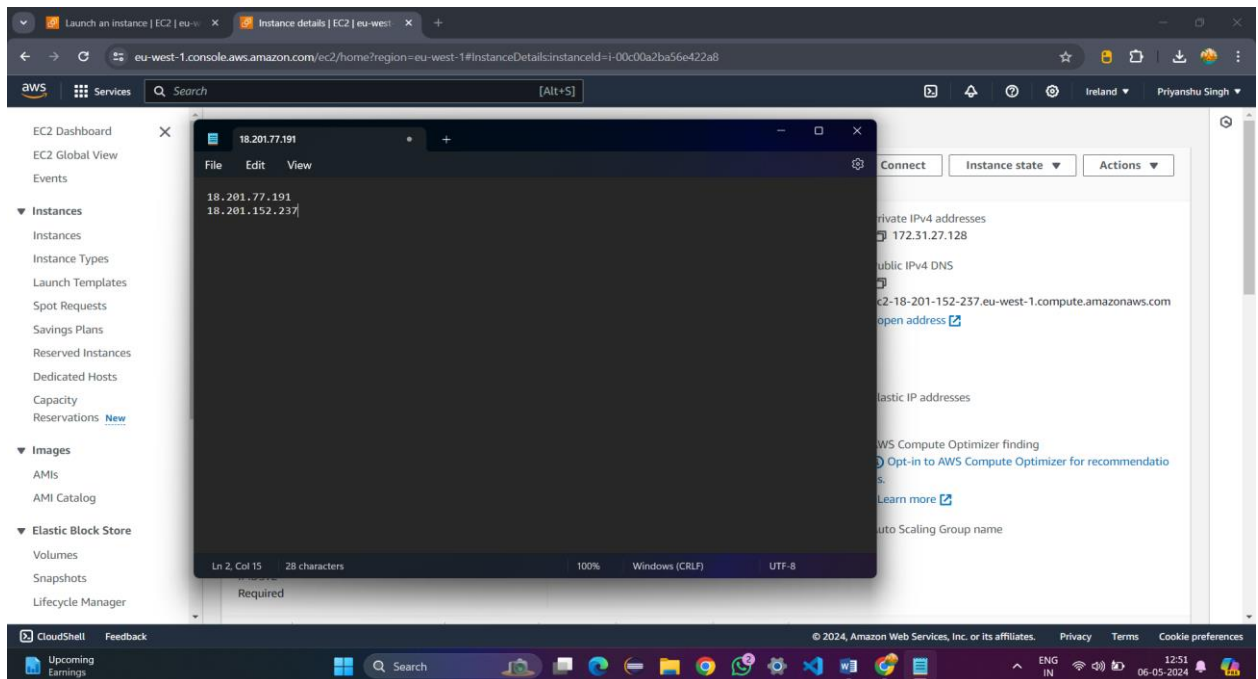 Launch an instance | EC2 | eu-w
Instance details | EC2 | eu-west
eu-west-1.console.aws.amazon.com/ec2/home?region=eu-west-1#InstanceDetails:instanceId=i-00c00a2ba56e422a8
aws
Services
Search
[Alt+S]
Ireland
Priyanshu Singh
EC2 Dashboard
EC2 Global View
Events
Instances
Instances
Instance Types
Launch Templates
Spot Requests
Savings Plans
Reserved Instances
Dedicated Hosts
Capacity
Reservations New
Images
AMIs
AMI Catalog
Elastic Block Store
Volumes
Snapshots
Lifecycle Manager
18.201.77.191
File Edit View
18.201.77.191
18.201.152.237
Ln 2, Col 15 28 characters 100% Windows (CRLF) UTF-8
Connect Instance state Actions
rivate IPv4 addresses
172.31.27.128
ublic IPv4 DNS
c2-18-201-152-237.eu-west-1.compute.amazonaws.com
open address
lastic IP addresses
WS Compute Optimizer finding
Opt-in to AWS Compute Optimizer for recommendatio
s.
Learn more
uto Scaling Group name
Required
CloudShell Feedback
© 2024, Amazon Web Services, Inc. or its affiliates. Privacy Terms Cookie preferences
Upcoming
Earnings
Search
2
ENG
IN
12:51
06-05-2024